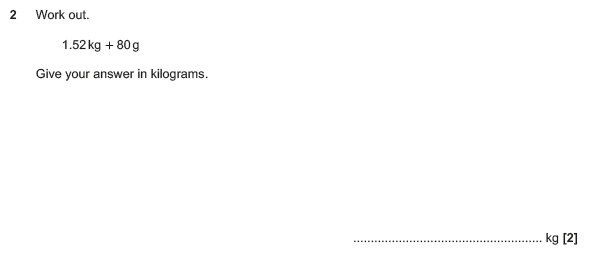 2 Work out.
1.52 kg + 80 g
Give your answer in kilograms.
...................................................... kg [2]